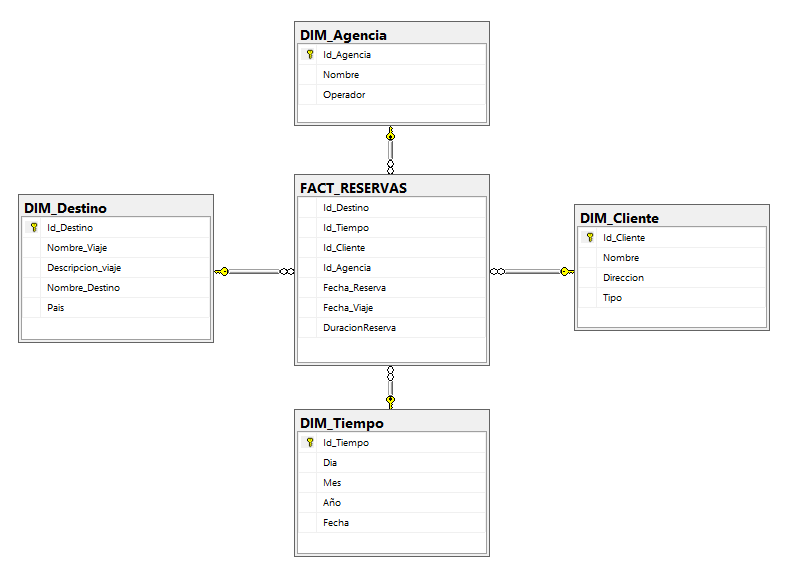 DIM_Agencia
Id_Agencia
Nombre
Operador
DIM_Destino
Id_Destino
Nombre_Viaje
Descripcion_viaje
Nombre_Destino
Pais
FACT_RESERVAS
Id_Destino
Id_Tiempo
Id_Cliente
Id_Agencia
Fecha_Reserva
Fecha_Viaje
DuracionReserva
DIM_Cliente
Id_Cliente
Nombre
Direccion
Tipo
DIM_Tiempo
Id_Tiempo
Dia
Mes
Año
Fecha